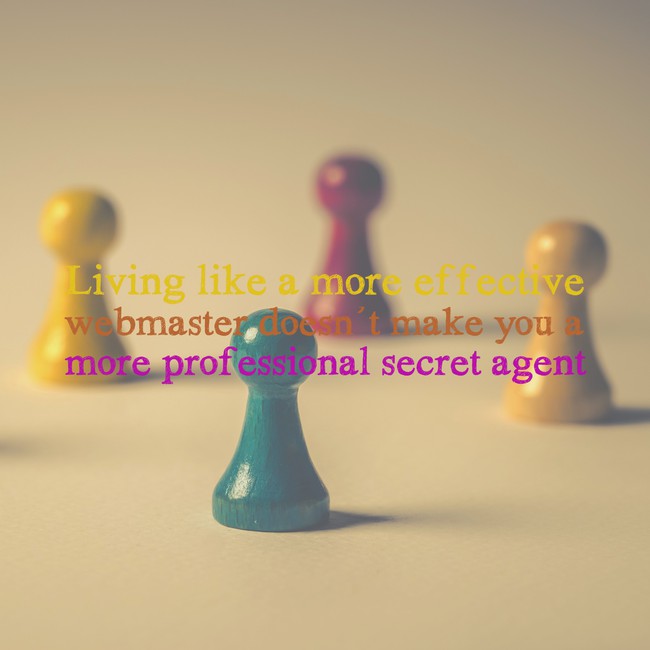 Living like a more effective
webmaster doesn´t make you a
more professional secret agent